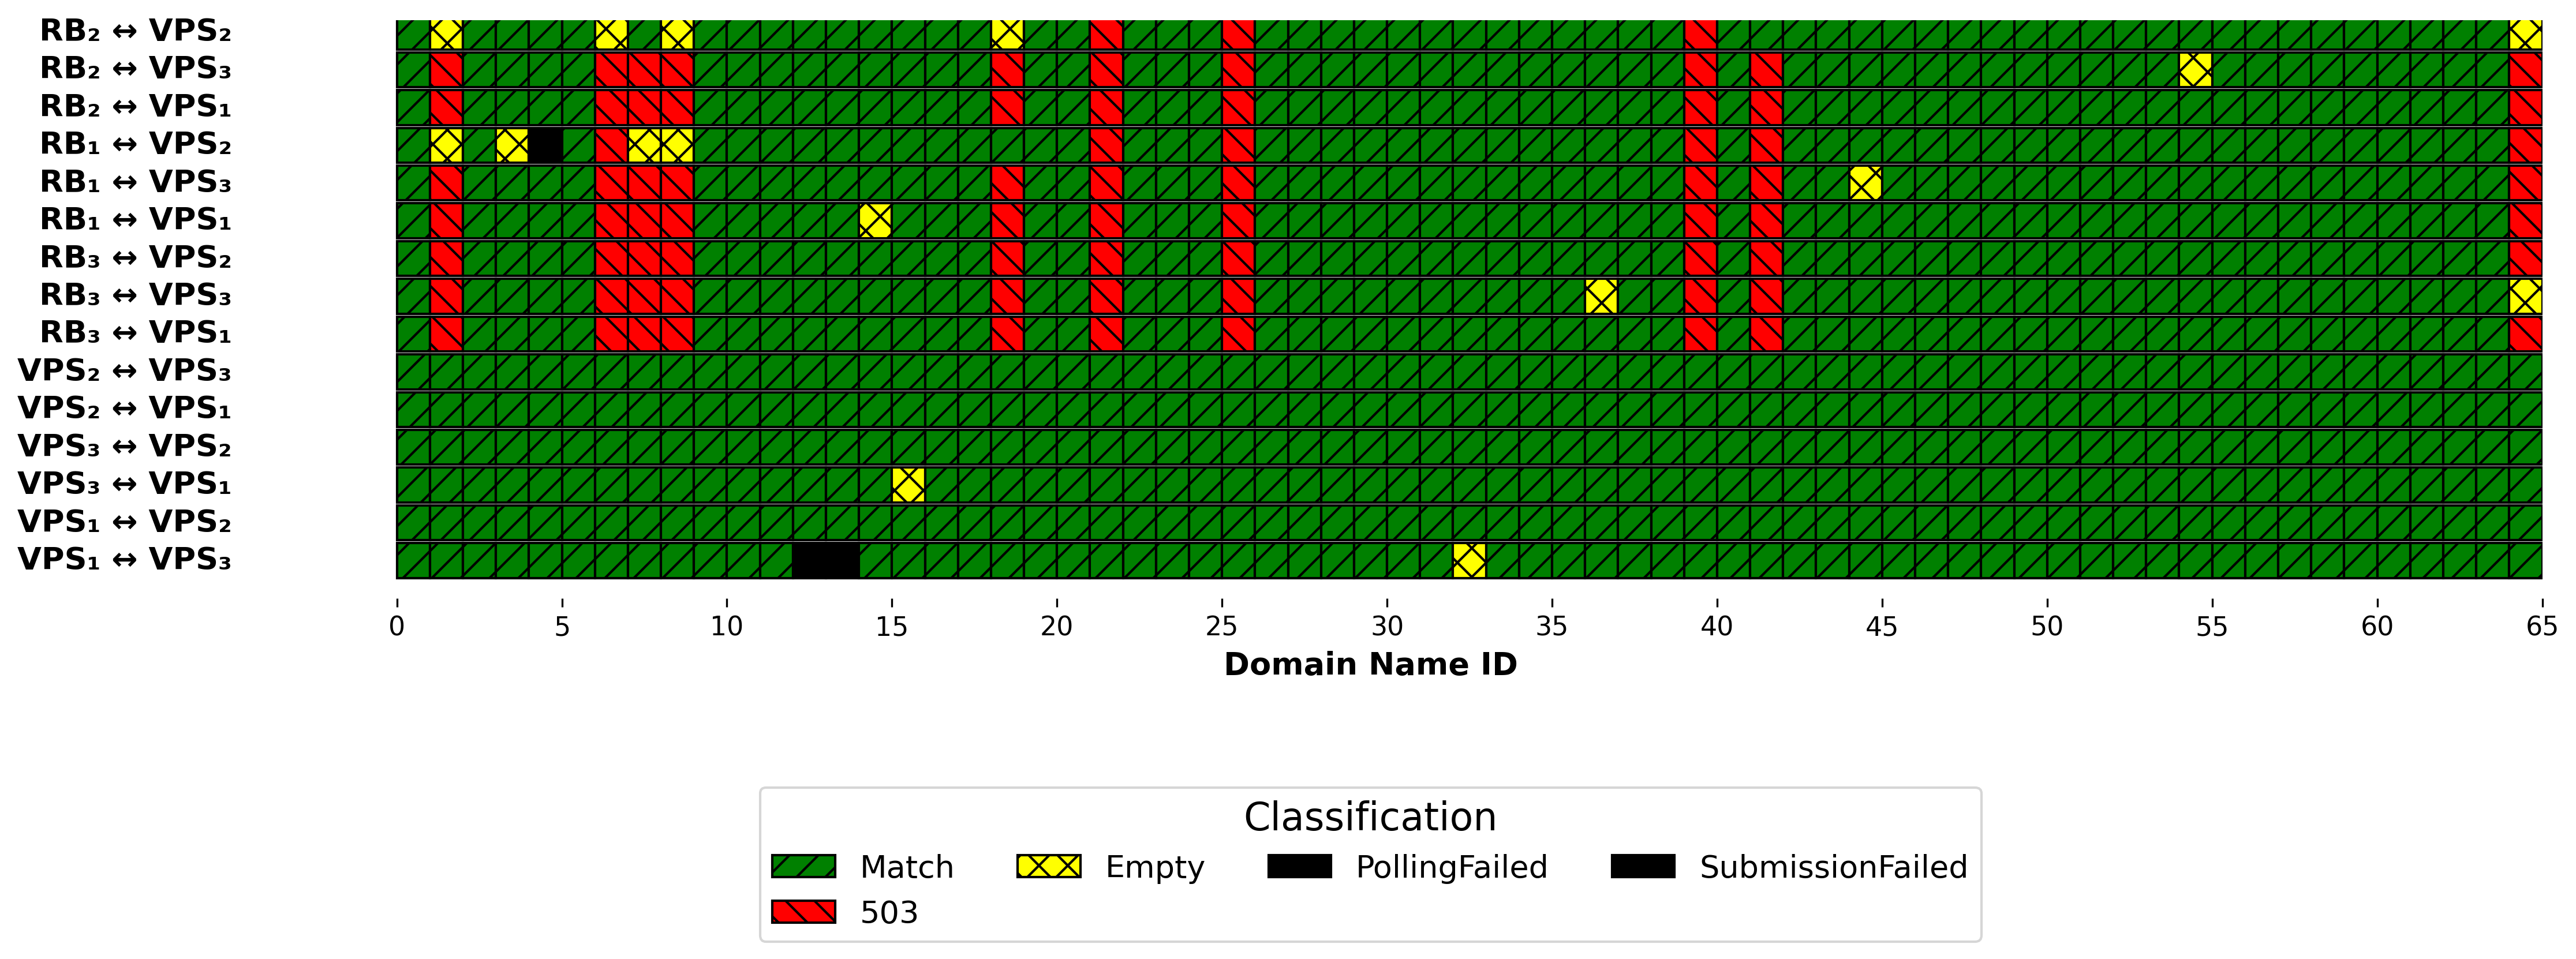 RB₂ ↔ VPS₂
RB₂ ↔ VPS₃
RB₂ ↔ VPS₁
RB₁ ↔ VPS₂
RB₁ ↔ VPS₃
RB₁ ↔ VPS₁
RB₃ ↔ VPS₂
RB₃ ↔ VPS₃
RB₃ ↔ VPS₁
VPS₂ ↔ VPS₃
VPS₂ ↔ VPS₁
VPS₃ ↔ VPS₂
VPS₃ ↔ VPS₁
VPS₁ ↔ VPS₂
VPS₁ ↔ VPS₃
0 5 10 15 20 25 30 35 40 45 50 55 60 65
Domain Name ID
Classification
Match Empty PollingFailed SubmissionFailed
503